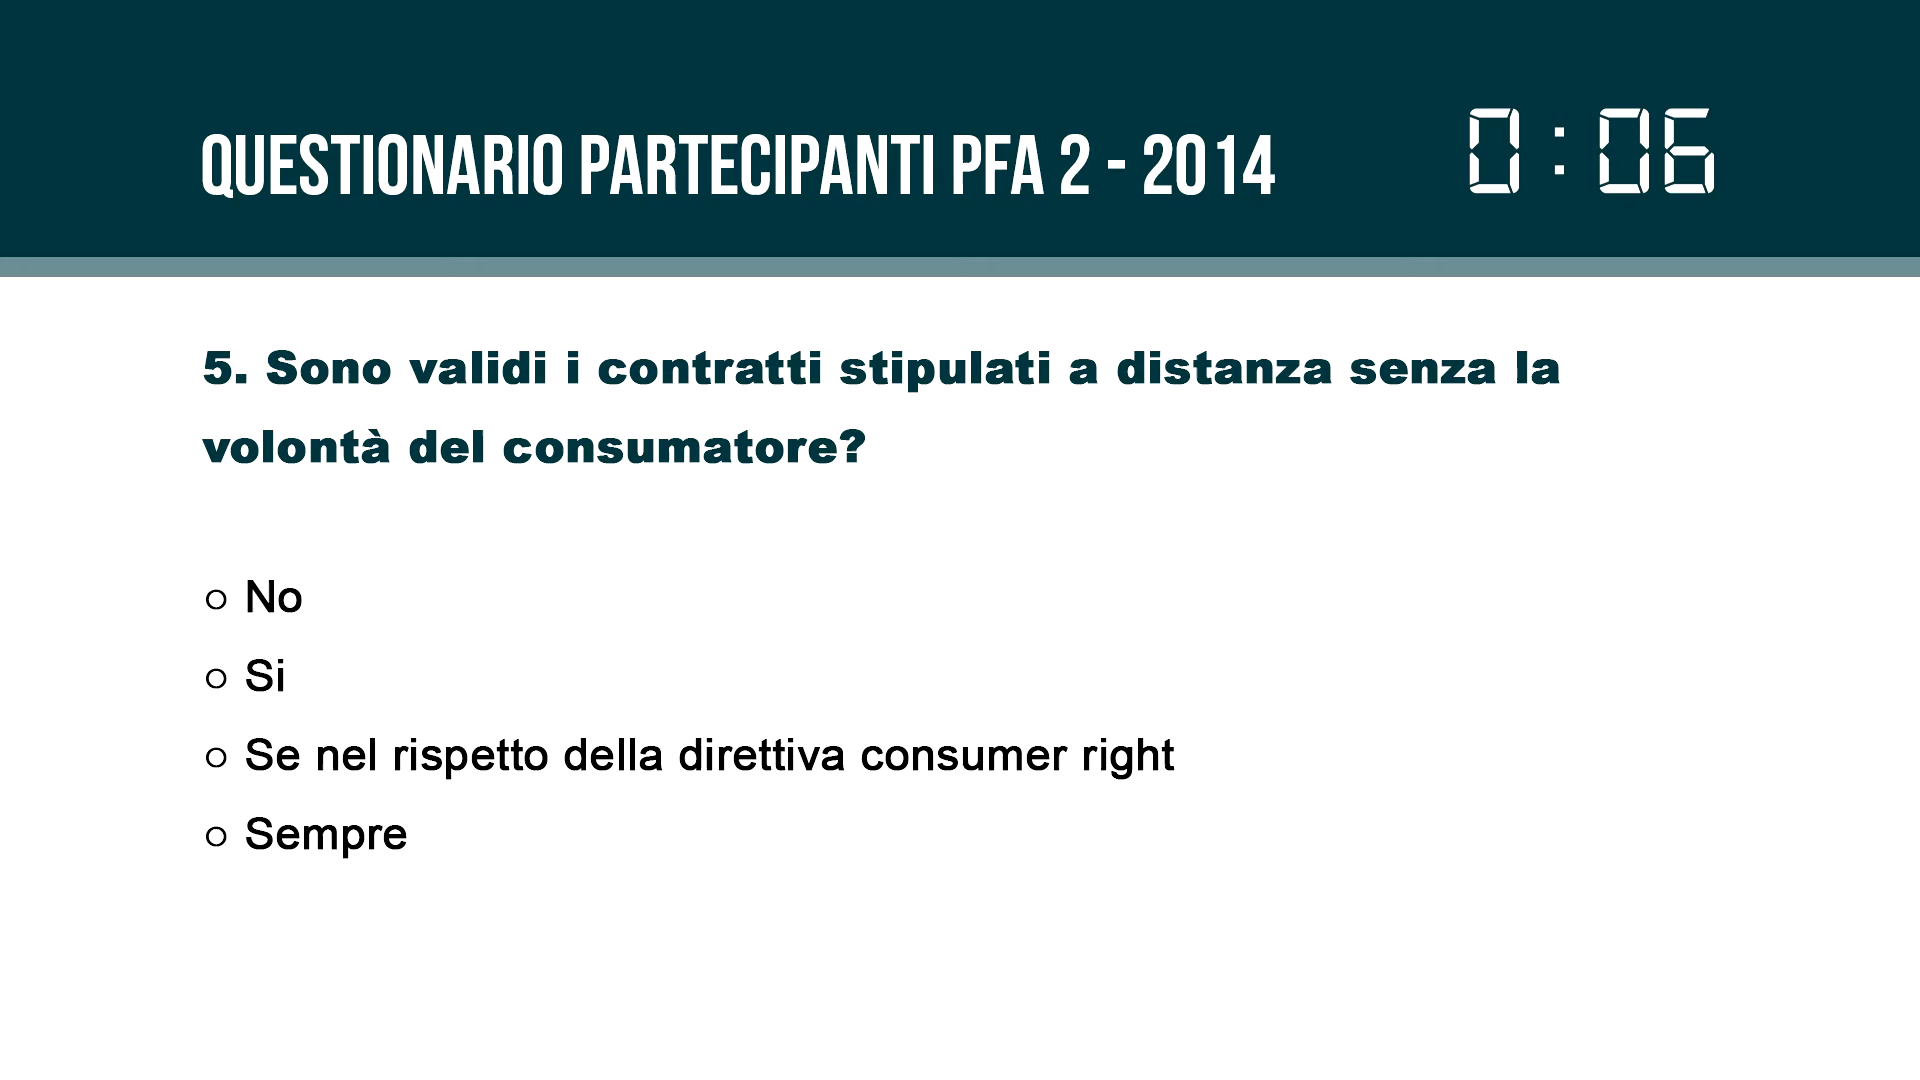 QUESTIONARIO PARTECIPANTI PFA 2 - 2014
0:06
5. Sono validi i contratti stipulati a distanza senza la
volontà del consumatore?
○ No
○ Si
○ Se nel rispetto della direttiva consumer right
○ Sempre